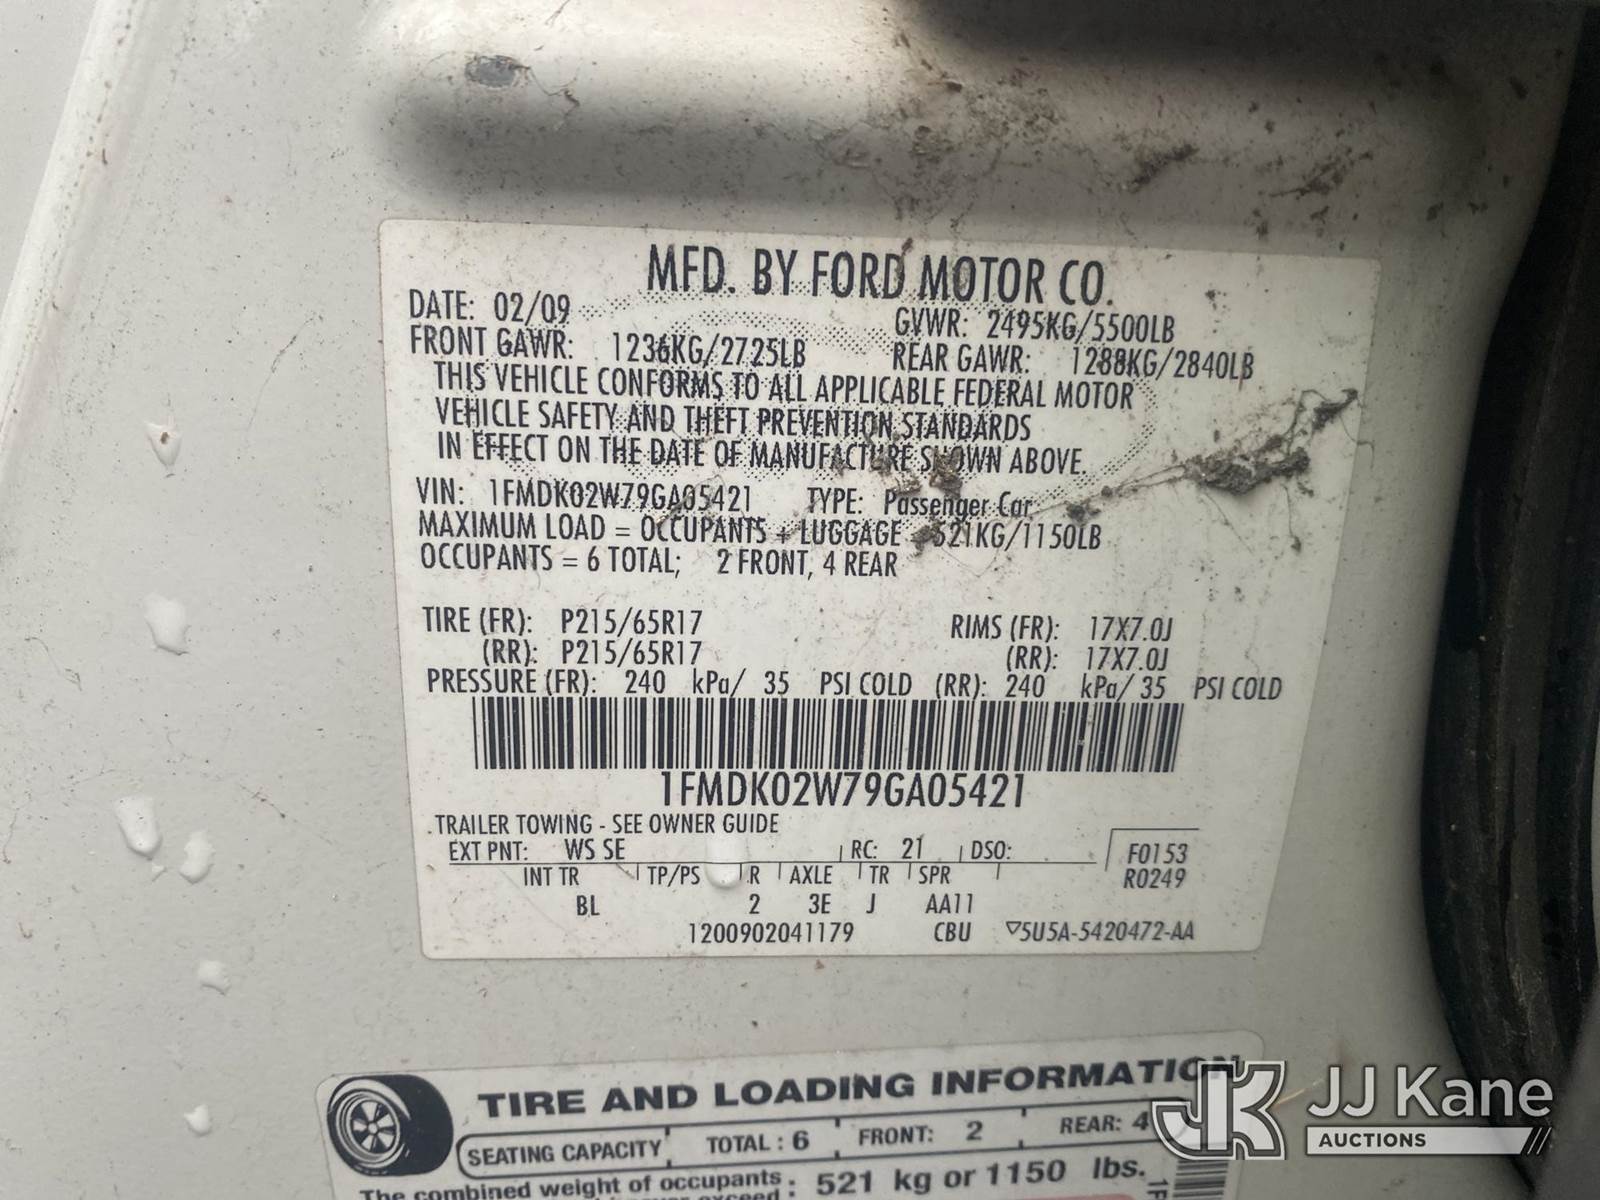 MFD. BY FORD MOTOR CO.
DATE: 02/09 GVWR: 2495KG/5500LB
FRONT GAWR: 1236KG/2725LB REAR GAWR: 1288KG/2840LB
THIS VEHICLE CONFORMS TO ALL APPLICABLE FEDERAL MOTOR
VEHICLE SAFETY AND THEFT PREVENTION STANDARDS
IN EFFECT ON THE DATE OF MANUFACTURE SHOWN ABOVE.
VIN: 1FMDK02W79GA05421 TYPE: Passenger Car
MAXIMUM LOAD = OCCUPANTS + LUGGAGE = 521KG/1150LB
OCCUPANTS = 6 TOTAL; 2 FRONT, 4 REAR
TIRE (FR): P215/65R17 RIMS (FR): 17X7.0J
(RR): P215/65R17 (RR): 17X7.0J
PRESSURE (FR): 240 kPa/ 35 PSI COLD (RR): 240 kPa/ 35 PSI COLD
1FMDK02W79GA05421
TRAILER TOWING - SEE OWNER GUIDE
EXT PNT: WS SE RC: 21 DSO: F0153
INT TR TP/PS R AXLE TR SPR R0249
BL 2 3E J AA11
1200902041179 CBU ▽5U5A-5420472-AA
TIRE AND LOADING INFORMATION
SEATING CAPACITY TOTAL : 6 FRONT: 2 REAR: 4
The combined weight of occupants : 521 kg or 1150 lbs.
JK JJ Kane
AUCTIONS